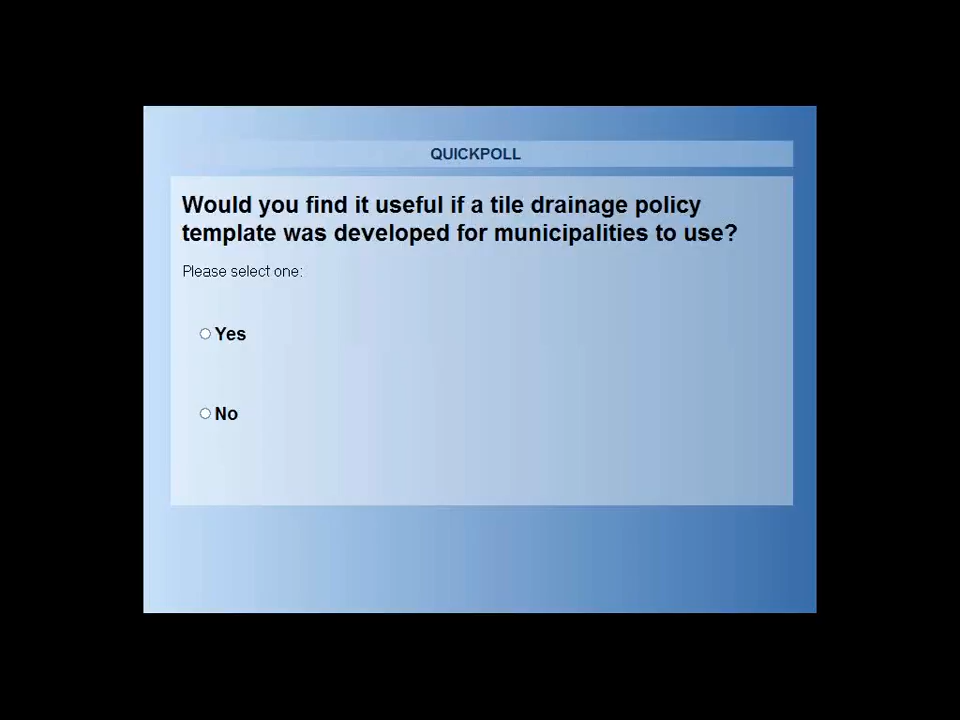 QUICKPOLL
Would you find it useful if a tile drainage policy
template was developed for municipalities to use?
Please select one:
Yes
No